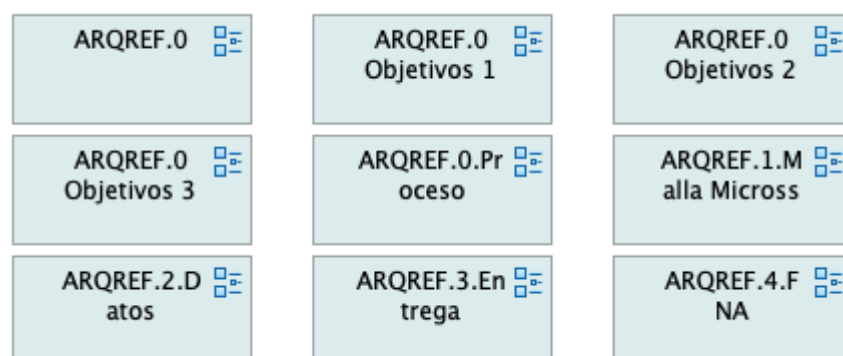 ARQREF.0
ARQREF.0
Objetivos 1
ARQREF.0
Objetivos 2
ARQREF.0
Objetivos 3
ARQREF.0.Pr
oceso
ARQREF.1.M
alla Micross
ARQREF.2.D
atos
ARQREF.3.En
trega
ARQREF.4.F
NA